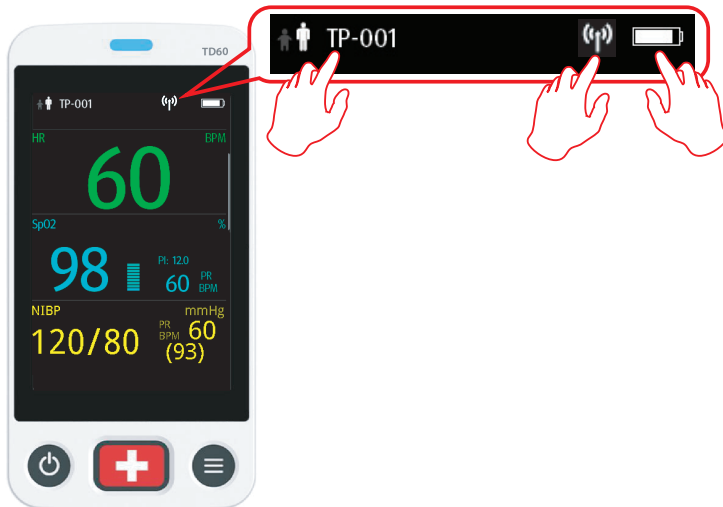 TP-001
TD60
TP-001
HR BPM
60
SpO2 %
98
PI: 12.0
60 PR BPM
NIBP mmHg
120/80
PR BPM 60
(93)